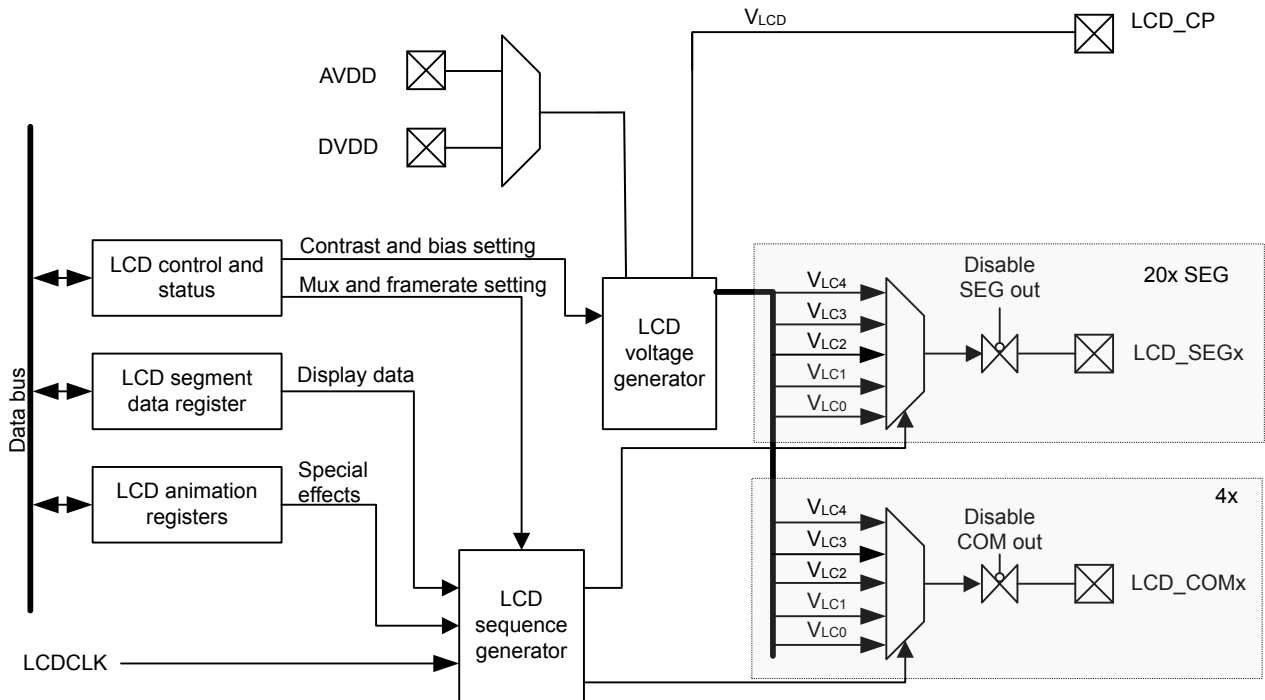 VLCD
LCD_CP
AVDD
DVDD
Data bus
LCD control and
status
Contrast and bias setting
Mux and framerate setting
LCD segment
data register
Display data
LCD animation
registers
Special
effects
LCDCLK
LCD
voltage
generator
LCD
sequence
generator
20x SEG
VLC4
VLC3
VLC2
VLC1
VLC0
Disable
SEG out
LCD_SEGx
4x
VLC4
VLC3
VLC2
VLC1
VLC0
Disable
COM out
LCD_COMx